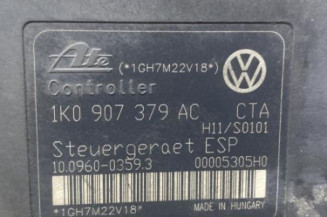 Ate (*1GH7M22V18*)
Controller
1K0 907 379 AC CTA
H11/S0101
Steuergeraet ESP
10.0960-0359.3 00005305H0
*1GH7M22V18* MADE IN HUNGARY